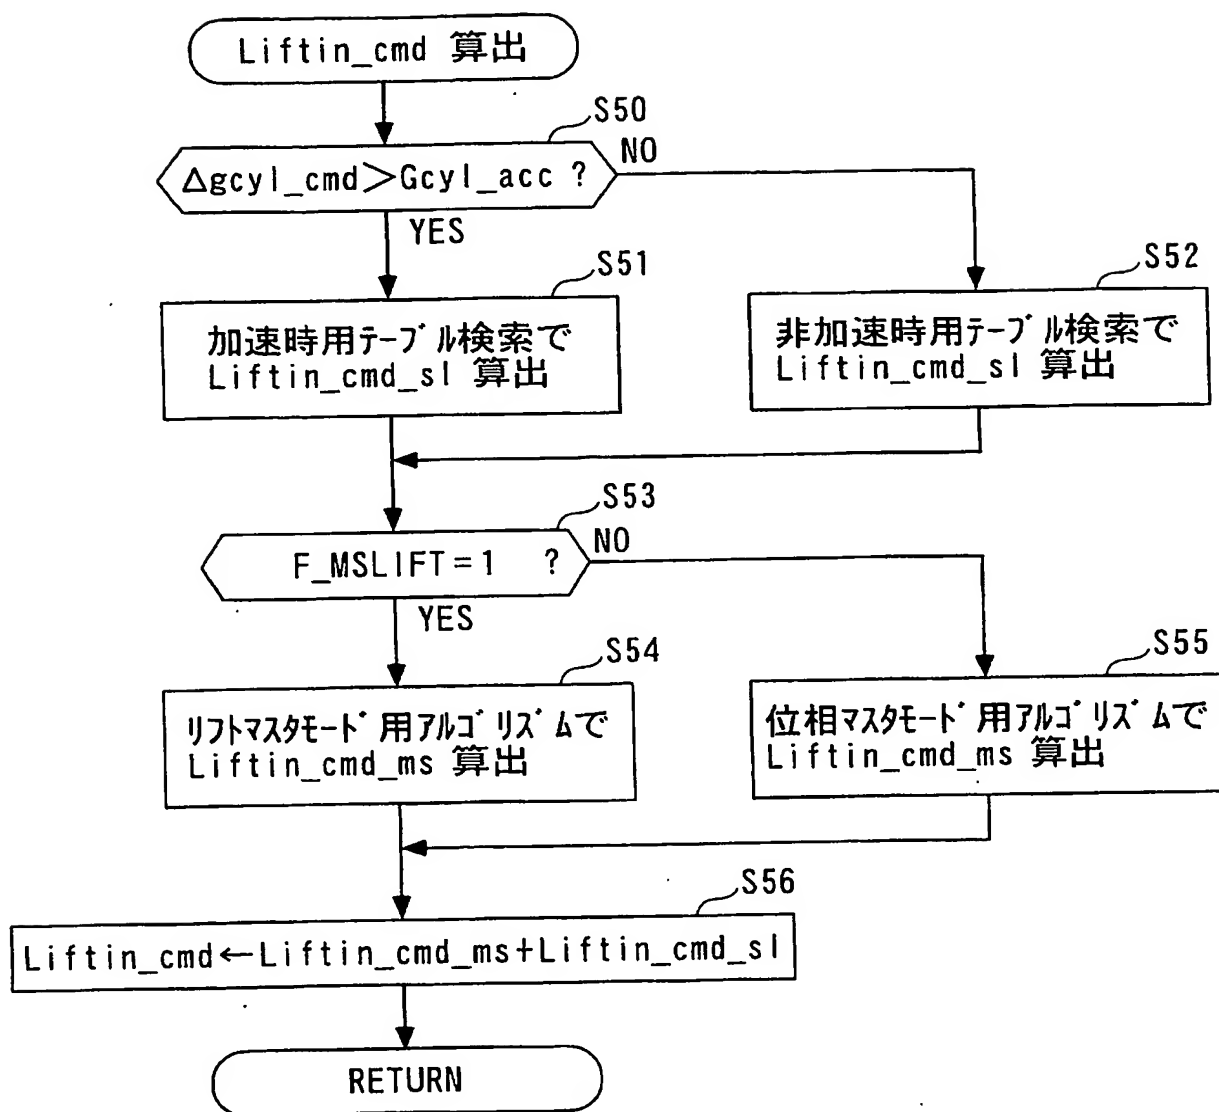 Liftin_cmd 算出
S50
Δgcyl_cmd>Gcyl_acc ?
NO
YES
S51
加速時用テーブル検索で
Liftin_cmd_sl 算出
S52
非加速時用テーブル検索で
Liftin_cmd_sl 算出
S53
F_MSLIFT=1 ?
NO
YES
S54
リフトマスタモード用アルゴリズムで
Liftin_cmd_ms 算出
S55
位相マスタモード用アルゴリズムで
Liftin_cmd_ms 算出
S56
Liftin_cmd←Liftin_cmd_ms+Liftin_cmd_sl
RETURN